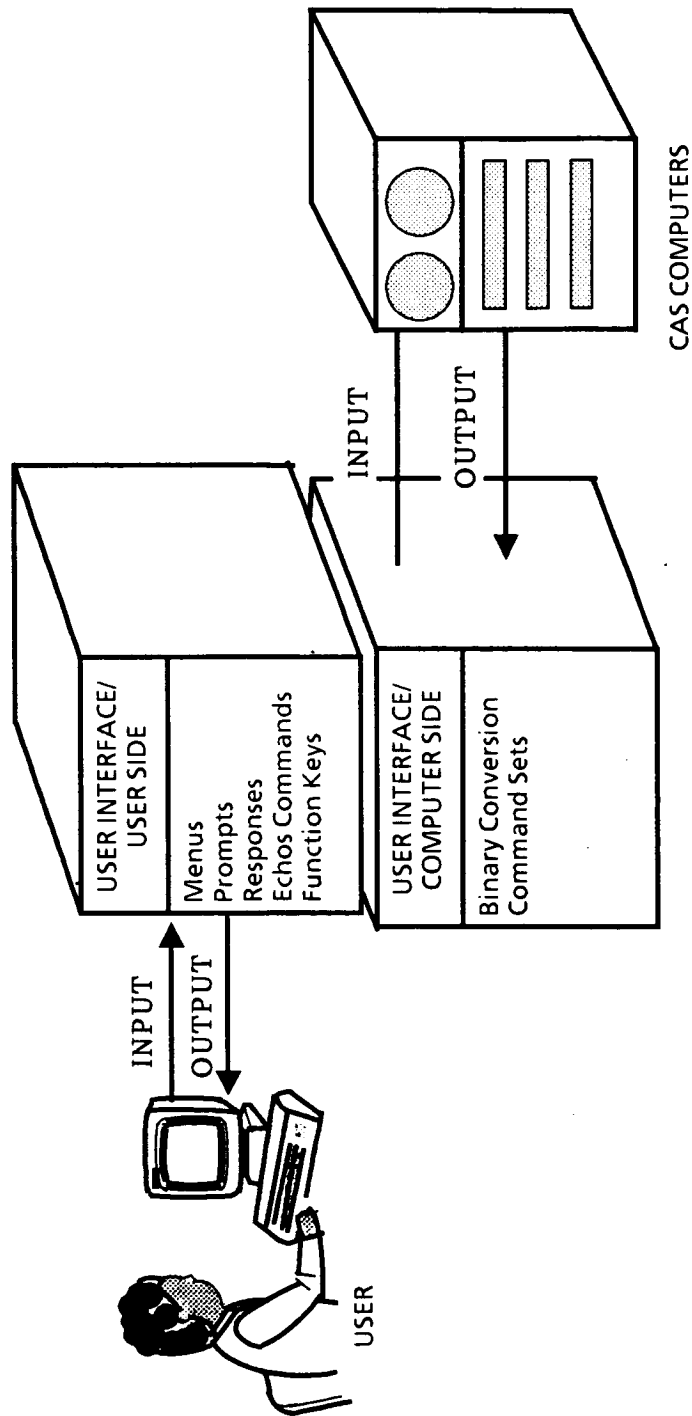 USER
INPUT
OUTPUT
USER INTERFACE/
USER SIDE
Menus
Prompts
Responses
Echos Commands
Function Keys
USER INTERFACE/
COMPUTER SIDE
Binary Conversion
Command Sets
INPUT
OUTPUT
CAS COMPUTERS